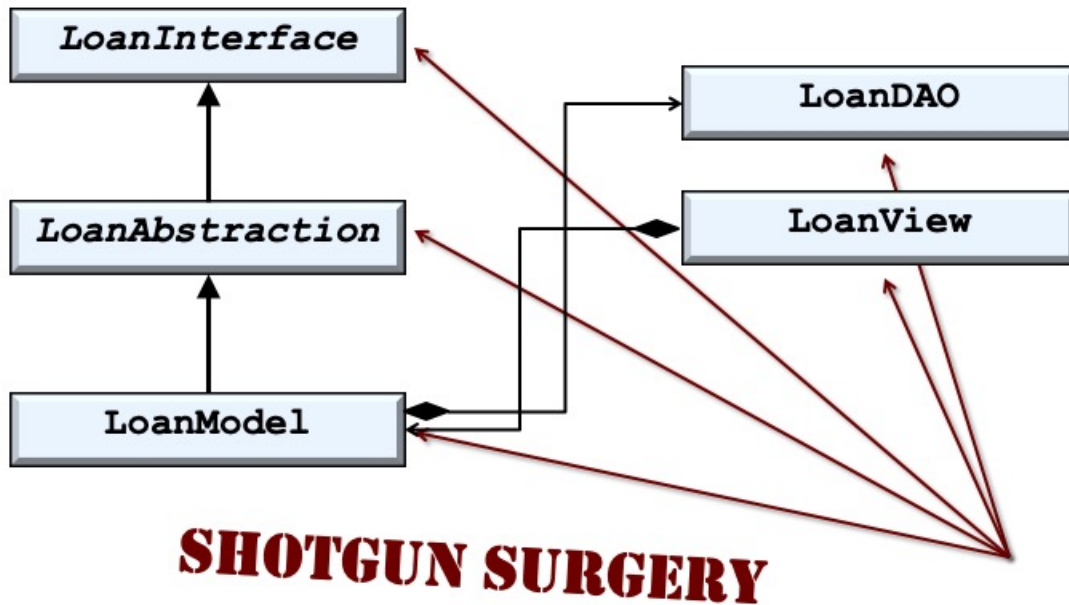 LoanInterface
LoanDAO
LoanView
LoanAbstraction
LoanModel
SHOTGUN SURGERY